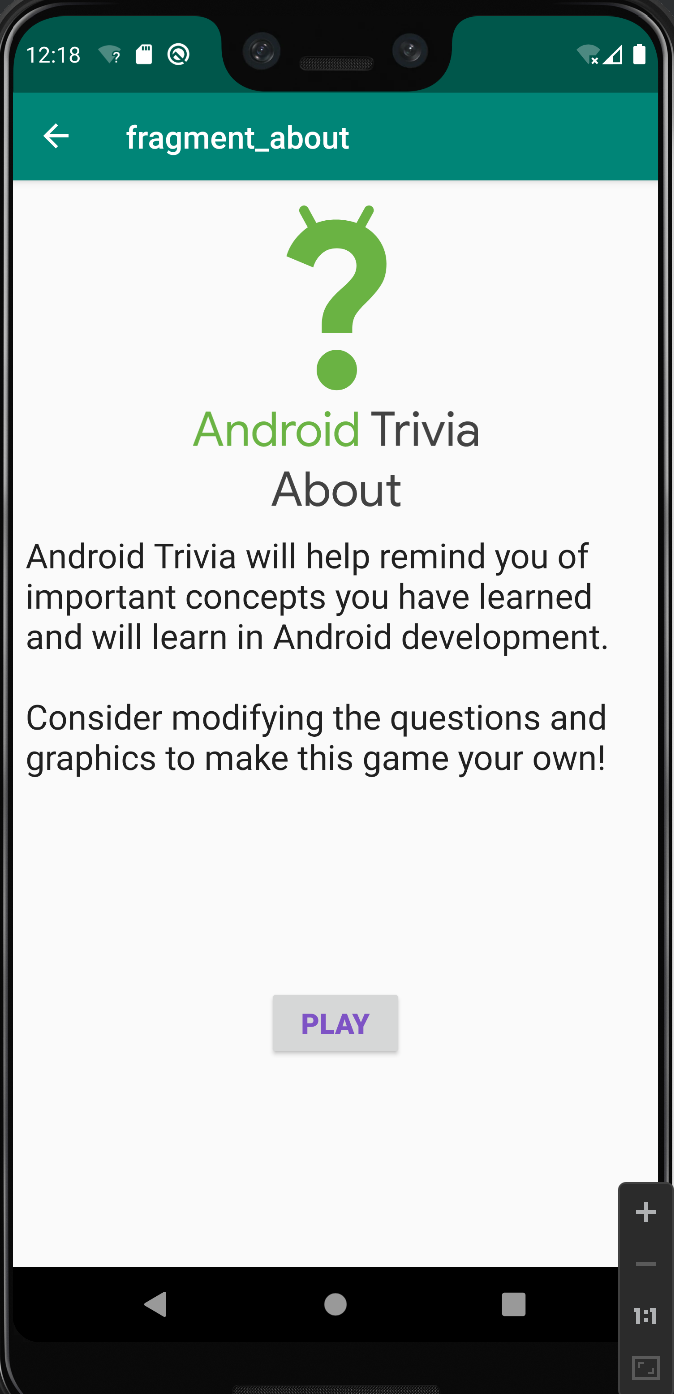 12:18
fragment_about
Android Trivia
About
Android Trivia will help remind you of
important concepts you have learned
and will learn in Android development.
Consider modifying the questions and
graphics to make this game your own!
PLAY
1:1